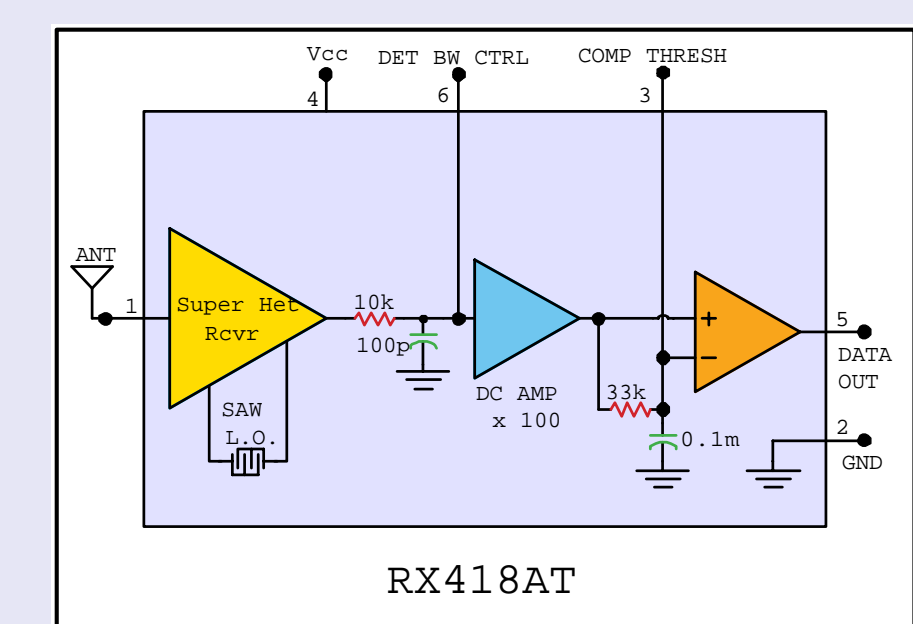 Vcc
DET BW CTRL
COMP THRESH
4
6
3
ANT
1
Super Het
Rcvr
10k
100p
SAW
L.O.
DC AMP
x 100
33k
0.1m
+
−
5
DATA
OUT
2
GND
RX418AT